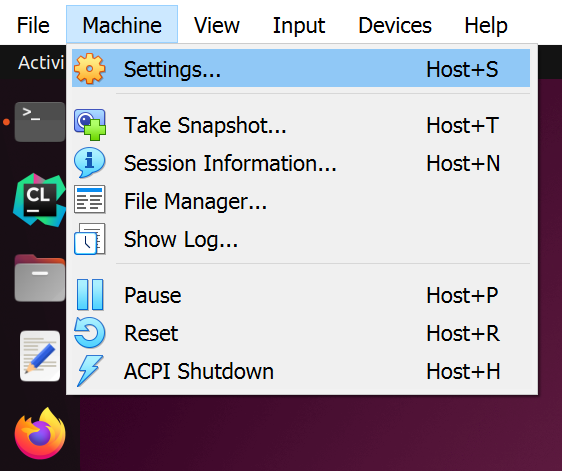 File Machine View Input Devices Help
Activi
Settings... Host+S
>_
Take Snapshot... Host+T
Session Information... Host+N
CL
File Manager...
Show Log...
Pause Host+P
Reset Host+R
ACPI Shutdown Host+H